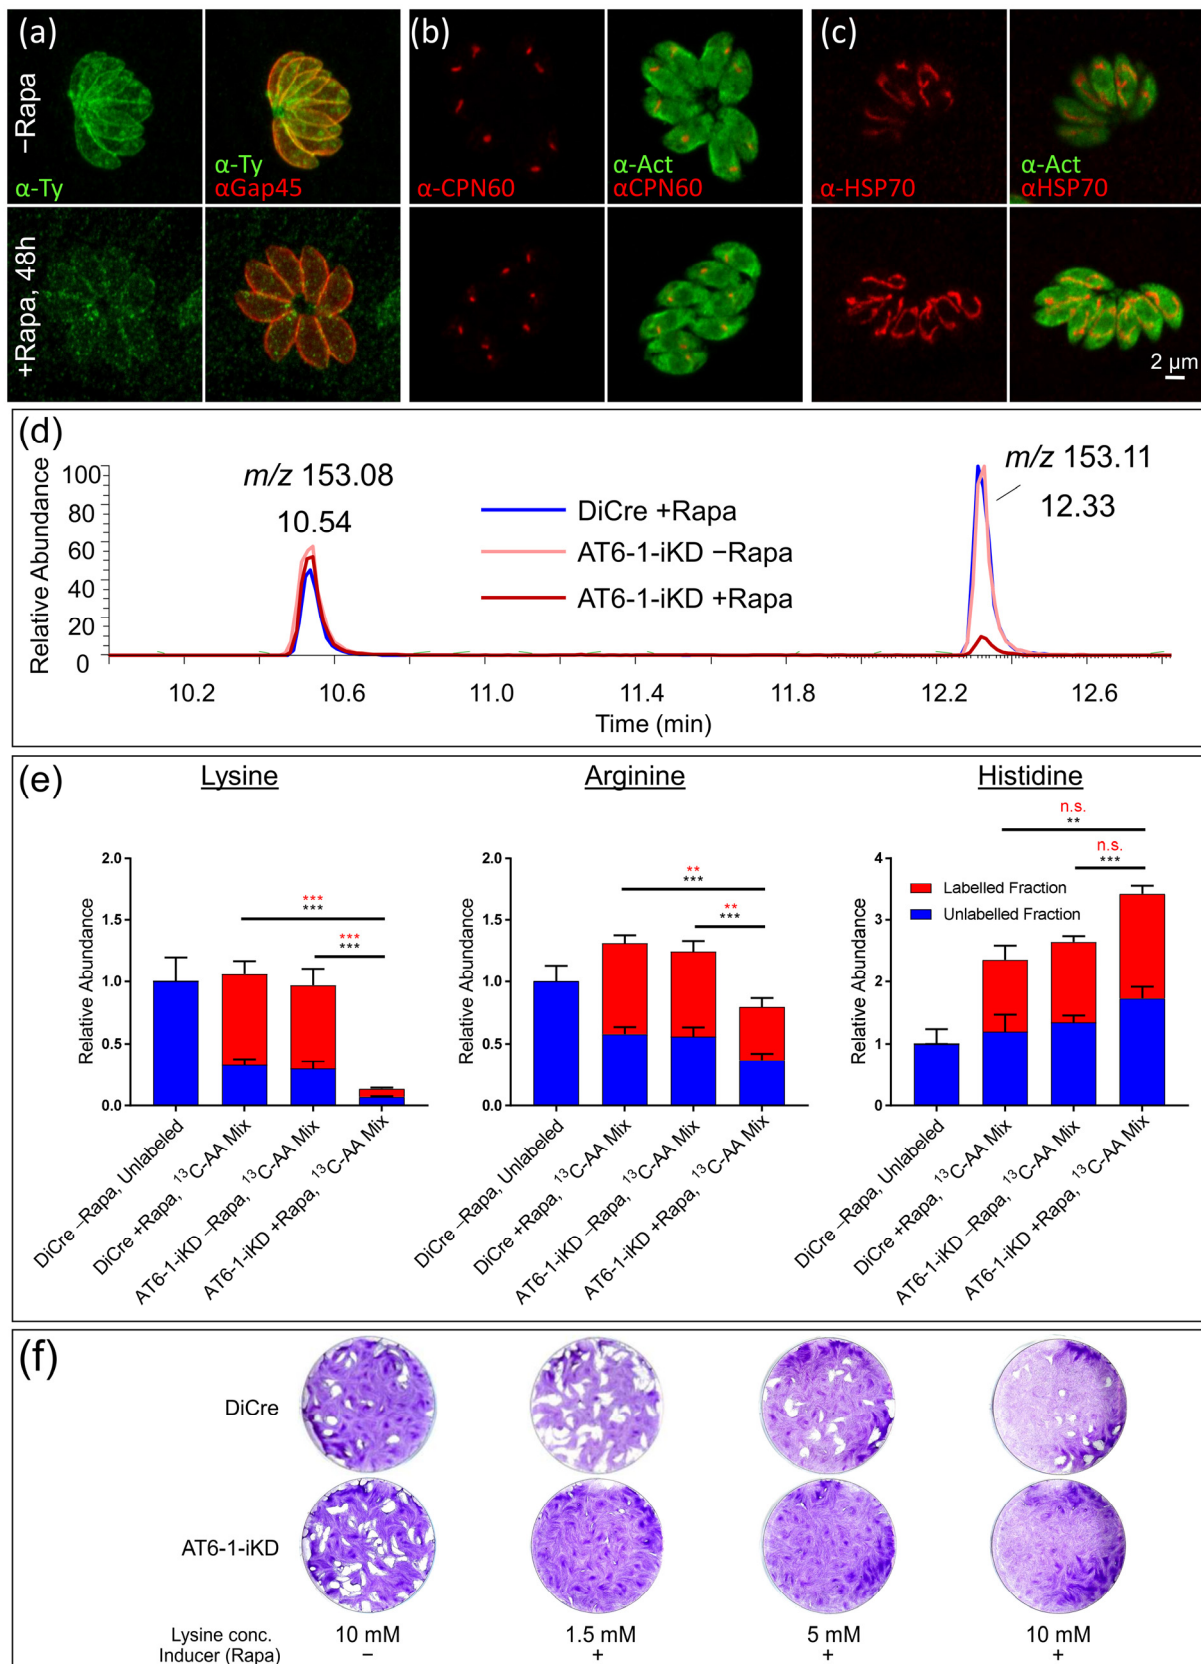 (a)
(b)
(c)
−Rapa
α-Ty
α-Ty
αGap45
α-CPN60
α-Act
αCPN60
α-HSP70
α-Act
αHSP70
+Rapa, 48h
2 µm
(d)
Relative Abundance
100
80
60
40
20
0
m/z 153.08
10.54
DiCre +Rapa
AT6-1-iKD −Rapa
AT6-1-iKD +Rapa
m/z 153.11
12.33
10.2 10.6 11.0 11.4 11.8 12.2 12.6
Time (min)
(e)
Lysine
Relative Abundance
2.0
1.5
1.0
0.5
0.0
***
***
***
***
DiCre −Rapa, Unlabeled
DiCre +Rapa, ¹³C-AA Mix
AT6-1-iKD −Rapa, ¹³C-AA Mix
AT6-1-iKD +Rapa, ¹³C-AA Mix
Arginine
Relative Abundance
2.0
1.5
1.0
0.5
0.0
**
***
**
***
DiCre −Rapa, Unlabeled
DiCre +Rapa, ¹³C-AA Mix
AT6-1-iKD −Rapa, ¹³C-AA Mix
AT6-1-iKD +Rapa, ¹³C-AA Mix
Histidine
Relative Abundance
4
3
2
1
0
n.s.
**
n.s.
***
Labelled Fraction
Unlabelled Fraction
DiCre −Rapa, Unlabeled
DiCre +Rapa, ¹³C-AA Mix
AT6-1-iKD −Rapa, ¹³C-AA Mix
AT6-1-iKD +Rapa, ¹³C-AA Mix
(f)
DiCre
AT6-1-iKD
Lysine conc. 10 mM 1.5 mM 5 mM 10 mM
Inducer (Rapa) − + + +